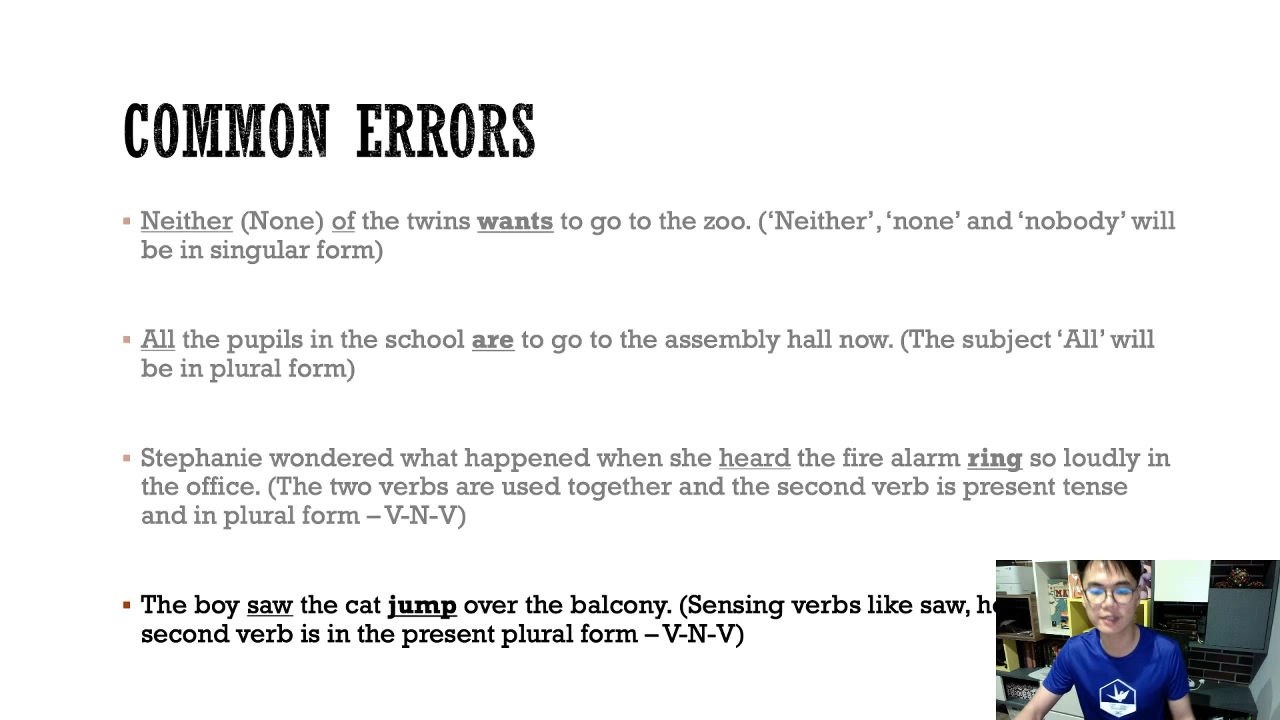 COMMON ERRORS
▪ Neither (None) of the twins wants to go to the zoo. (‘Neither’, ‘none’ and ‘nobody’ will
be in singular form)
▪ All the pupils in the school are to go to the assembly hall now. (The subject ‘All’ will
be in plural form)
▪ Stephanie wondered what happened when she heard the fire alarm ring so loudly in
the office. (The two verbs are used together and the second verb is present tense
and in plural form – V-N-V)
▪ The boy saw the cat jump over the balcony. (Sensing verbs like saw,
second verb is in the present plural form – V-N-V)